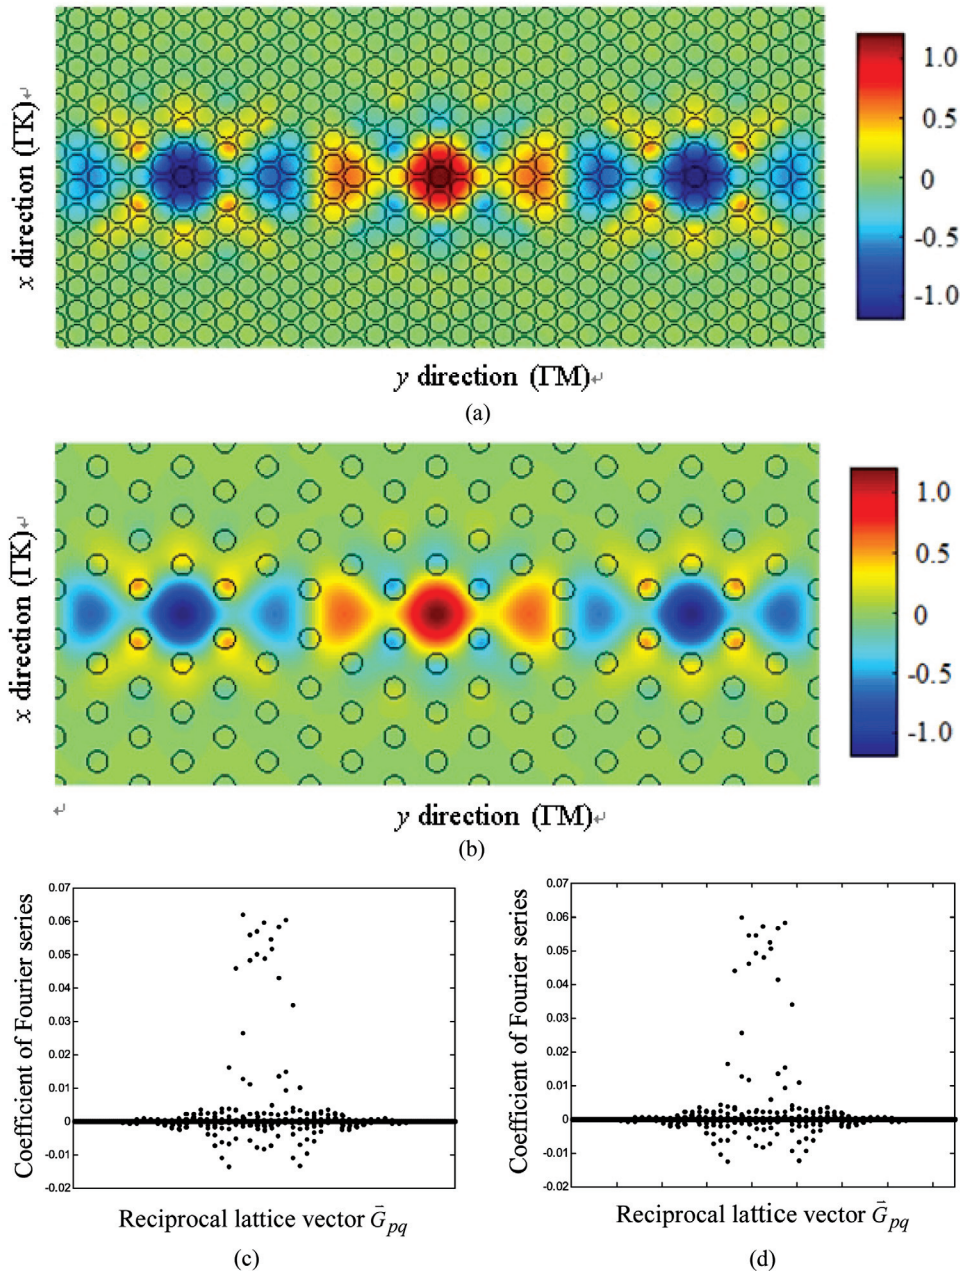 x direction (ΓK)↵
1.0
0.5
0
-0.5
-1.0
y direction (ΓM)↵
(a)
x direction (ΓK)↵
1.0
0.5
0
-0.5
-1.0
↵
y direction (ΓM)↵
(b)
Coefficient of Fourier series
0.07
0.06
0.05
0.04
0.03
0.02
0.01
0
-0.01
-0.02
Reciprocal lattice vector G̅pq
(c)
Coefficient of Fourier series
0.07
0.06
0.05
0.04
0.03
0.02
0.01
0
-0.01
-0.02
Reciprocal lattice vector G̅pq
(d)